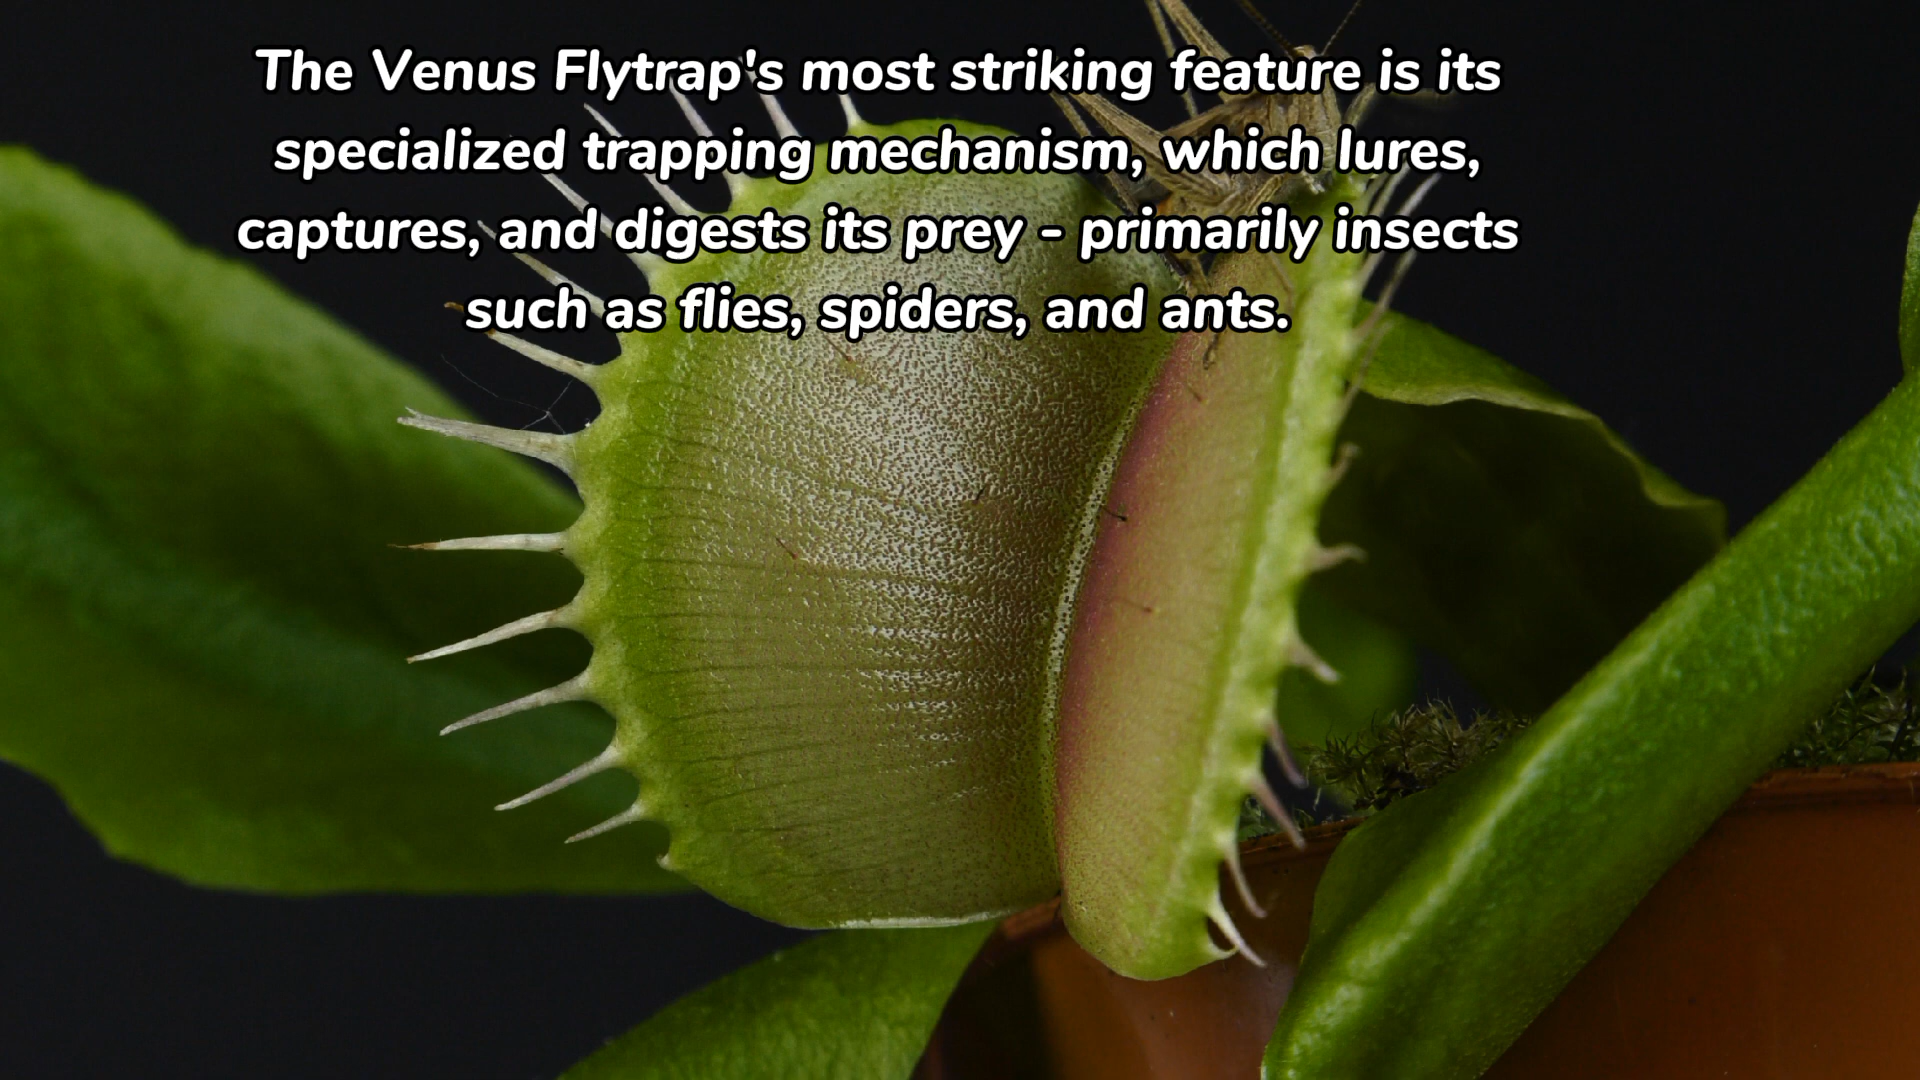 The Venus Flytrap's most striking feature is its
specialized trapping mechanism, which lures,
captures, and digests its prey - primarily insects
such as flies, spiders, and ants.